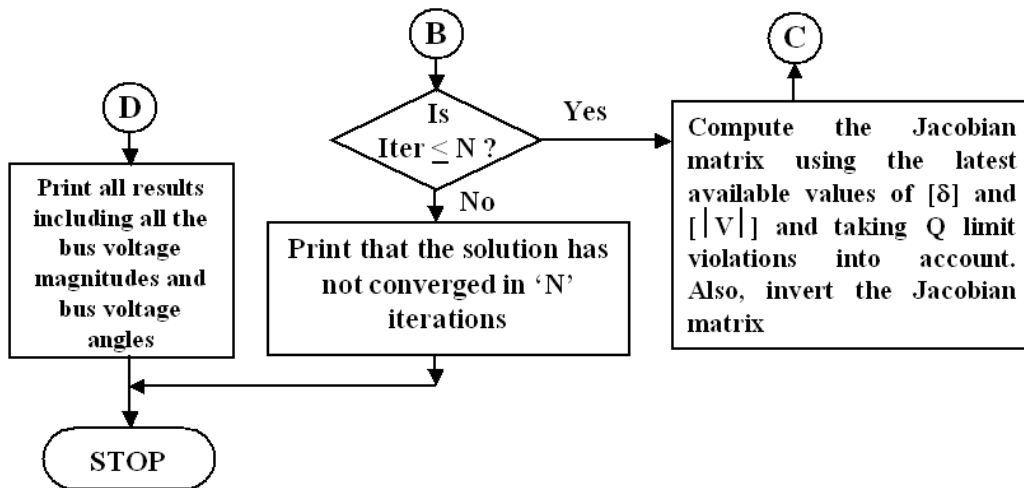 B
C
D
Is
Iter ≤ N ?
Yes
No
Print all results
including all the
bus voltage
magnitudes and
bus voltage
angles
Print that the solution has
not converged in ‘N’
iterations
Compute the Jacobian
matrix using the latest
available values of [δ] and
[|V|] and taking Q limit
violations into account.
Also, invert the Jacobian
matrix
STOP